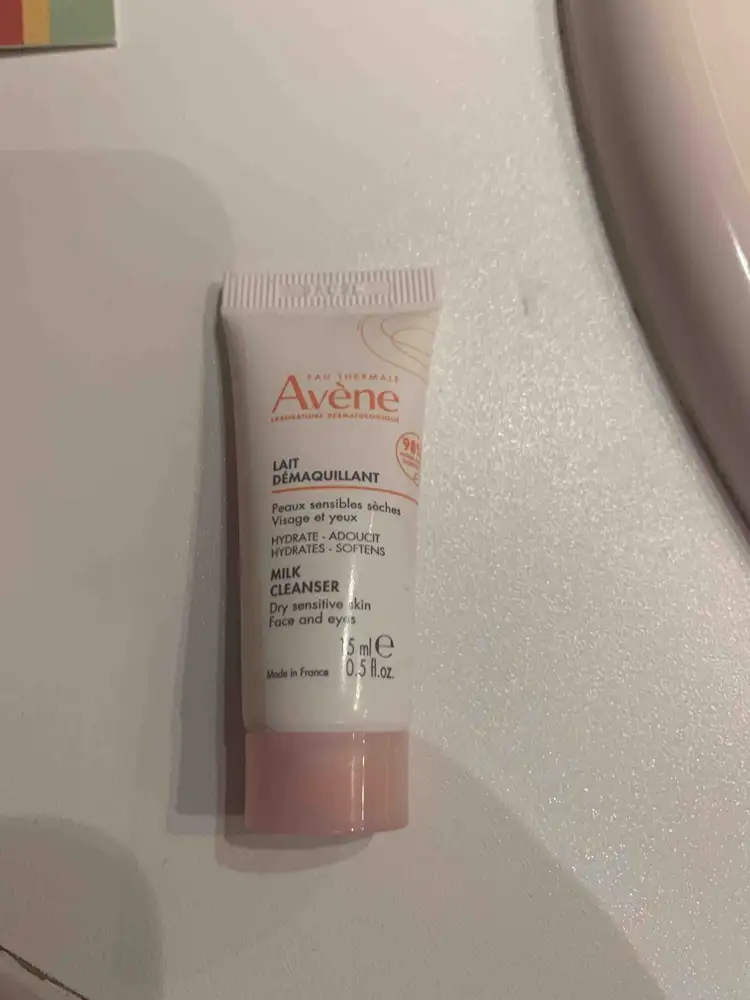 EAU THERMALE
Avène
LABORATOIRE DERMATOLOGIQUE
98%
LAIT
DÉMAQUILLANT
Peaux sensibles sèches
Visage et yeux
HYDRATE - ADOUCIT
HYDRATES - SOFTENS
MILK
CLEANSER
Dry sensitive skin
Face and eyes
15 ml e
Made in France 0.5 fl.oz.